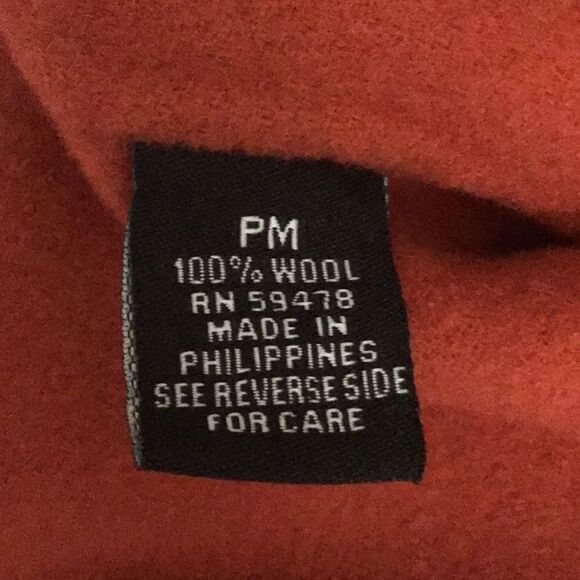 PM
100% WOOL
RN 59478
MADE IN
PHILIPPINES
SEE REVERSE SIDE
FOR CARE